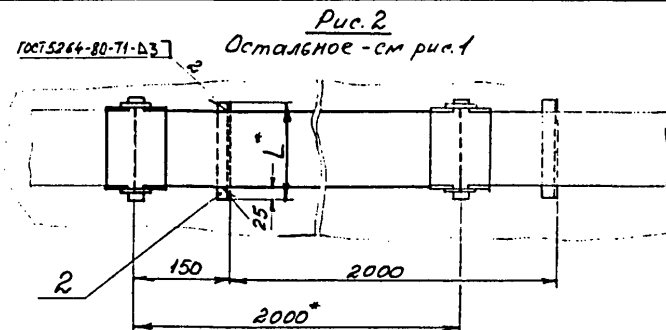 Рис. 2
Остальное - см рис. 1
ГОСТ 5264-80-Т1-Δ3
2
L*
25
150
2000
2
2000*